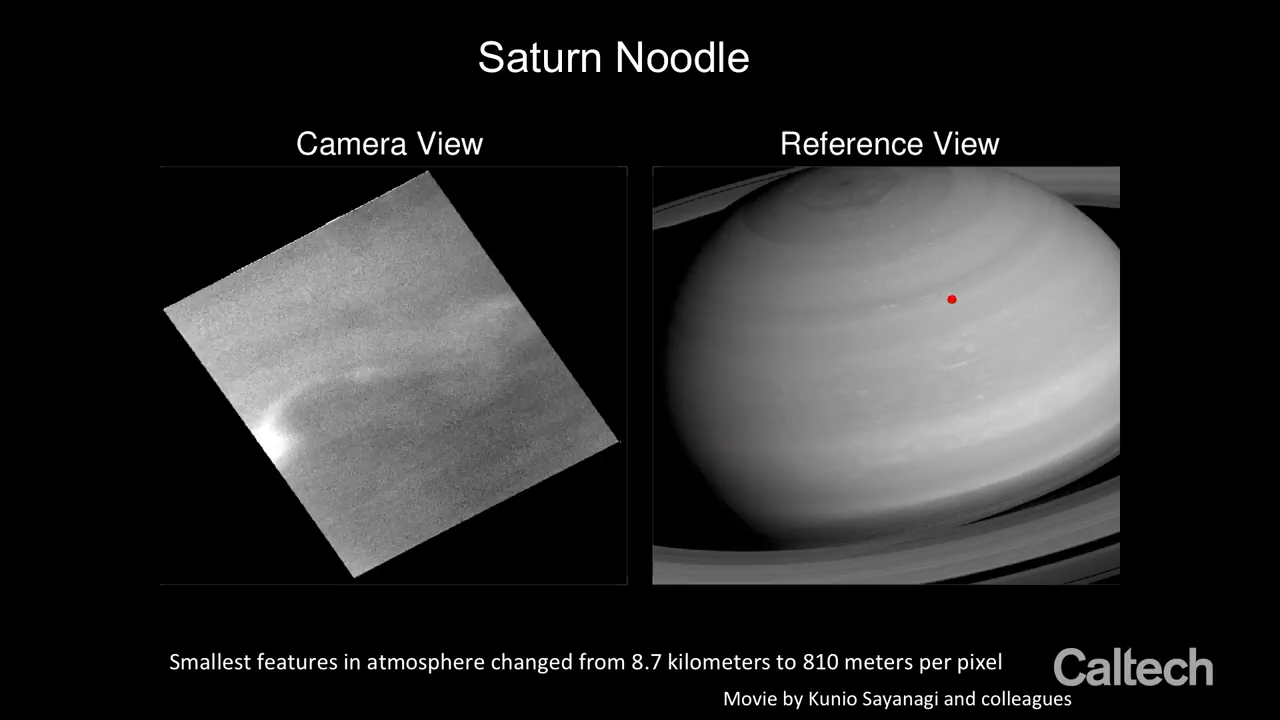 Saturn Noodle
Camera View
Reference View
Smallest features in atmosphere changed from 8.7 kilometers to 810 meters per pixel
Caltech
Movie by Kunio Sayanagi and colleagues